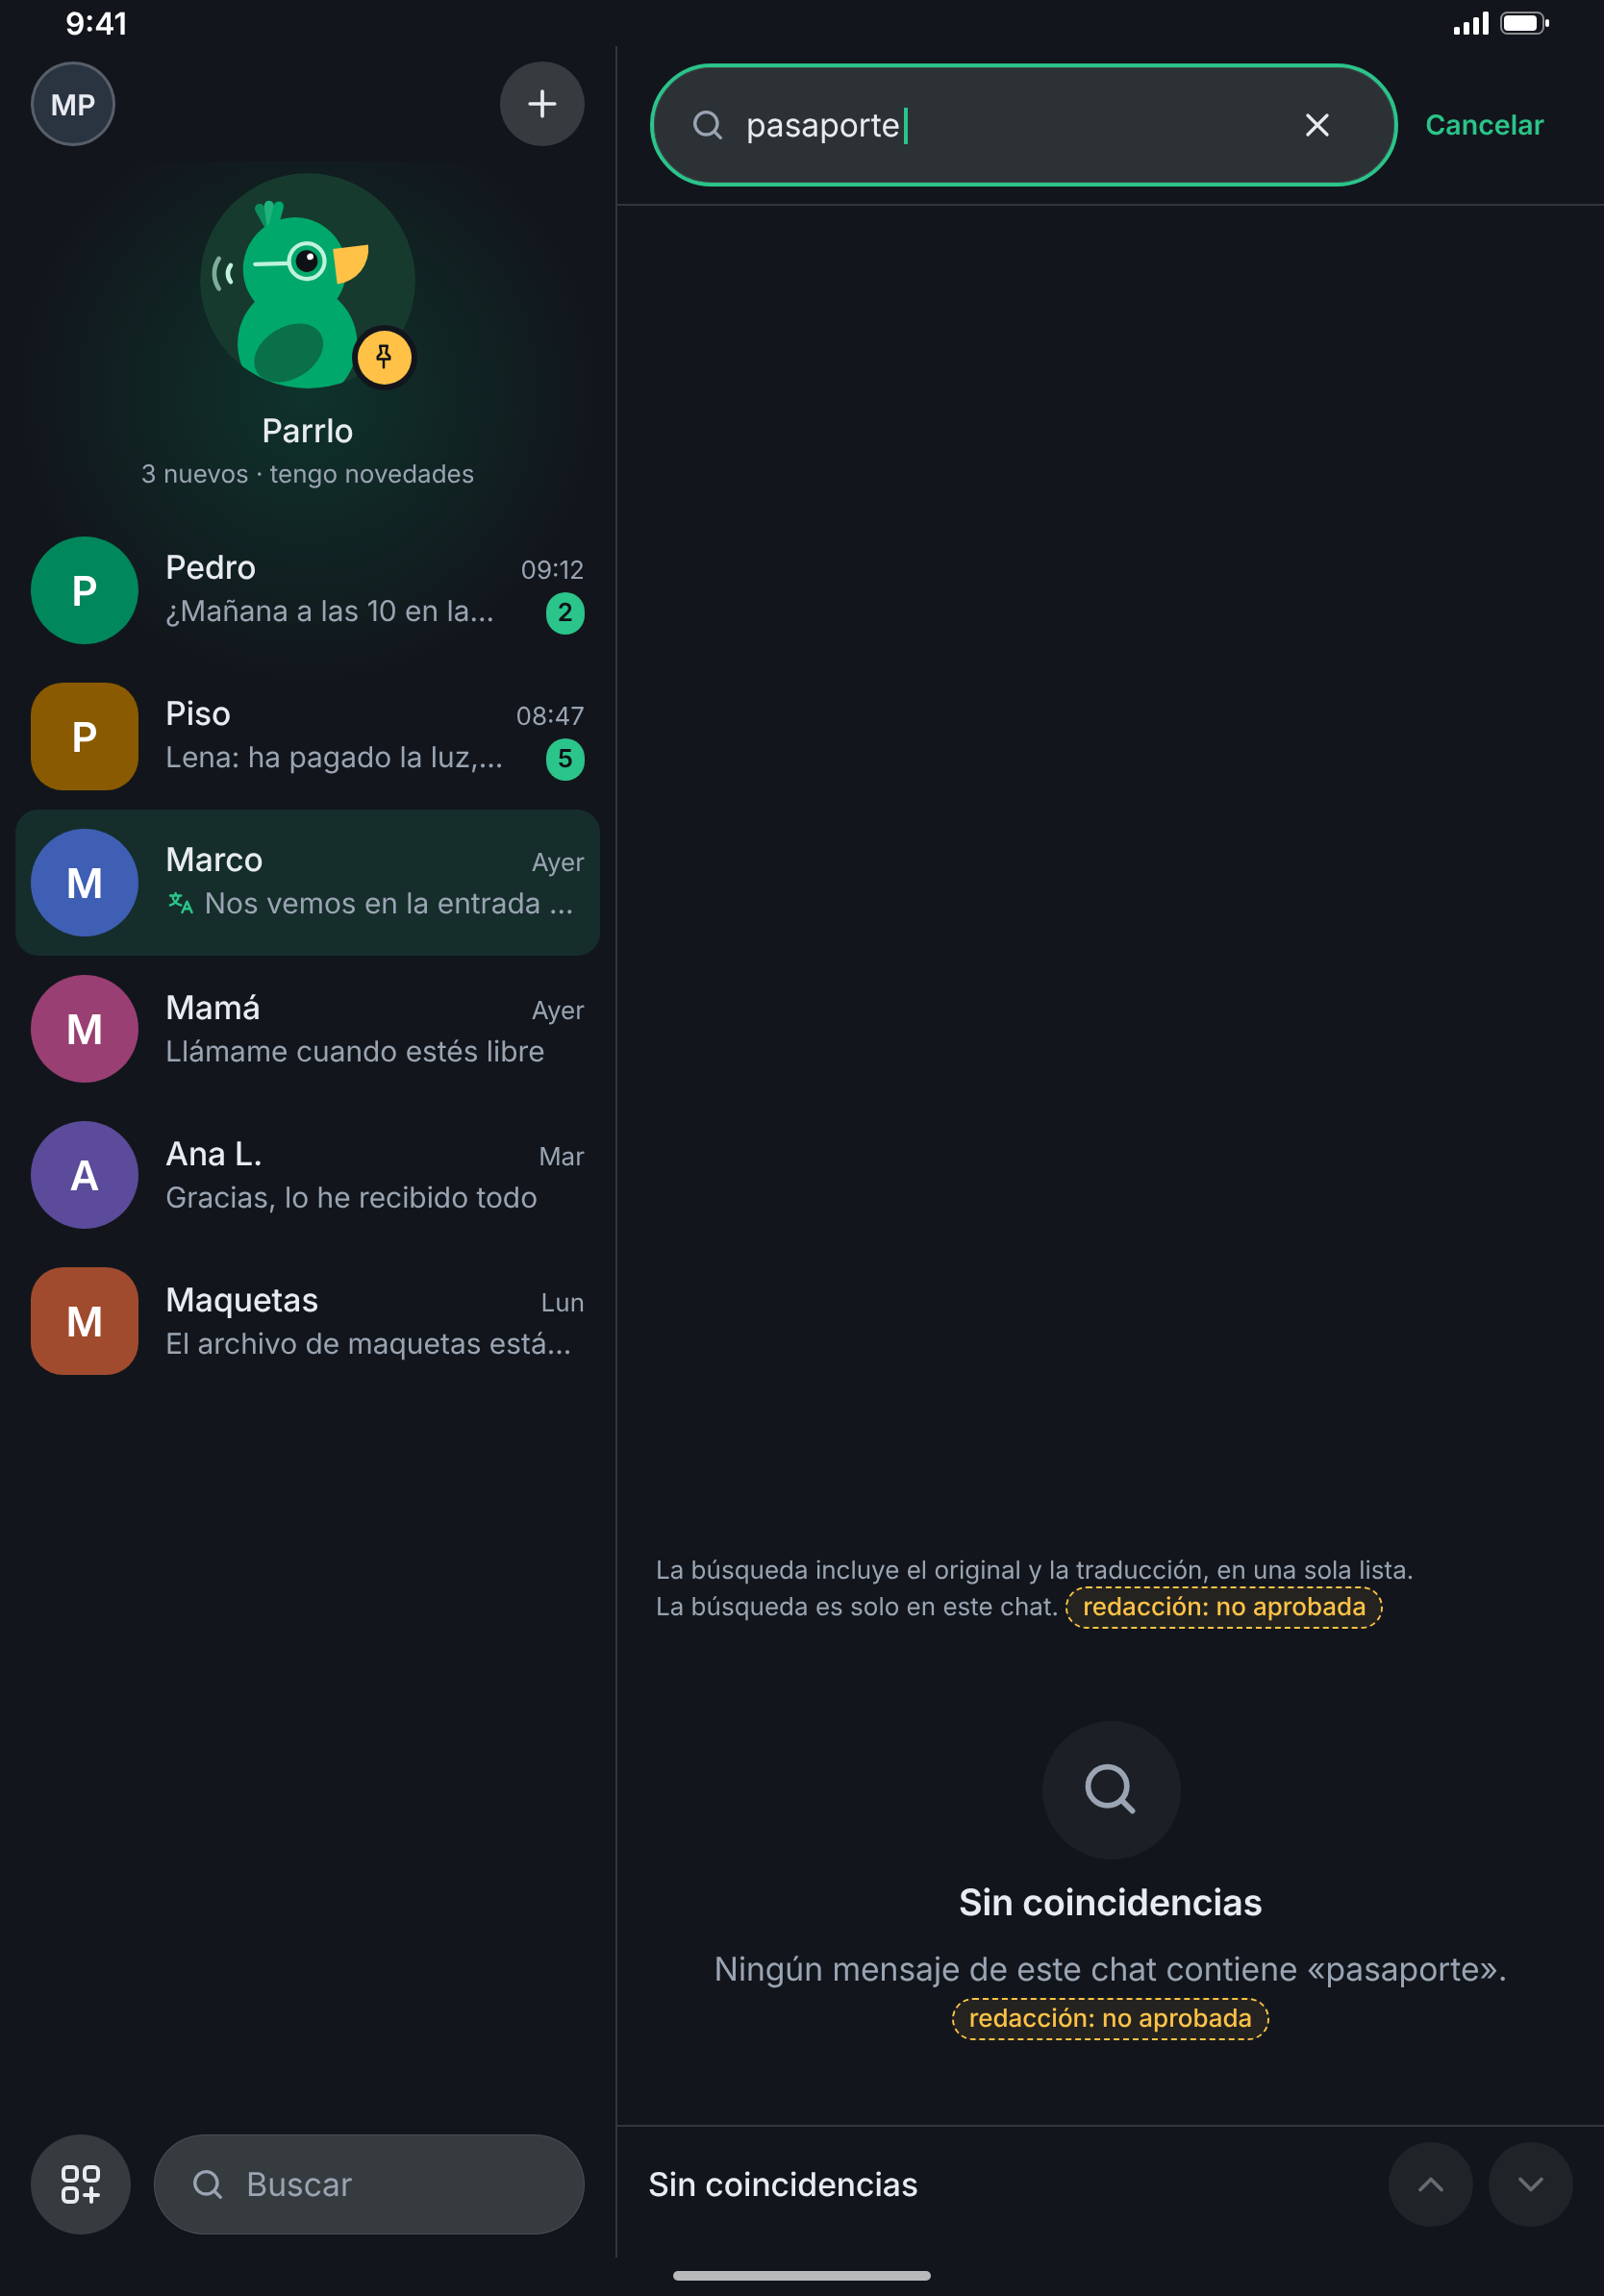 9:41
MP
pasaporte
Cancelar
Parrlo
3 nuevos · tengo novedades
P
Pedro
09:12
¿Mañana a las 10 en la...
2
P
Piso
08:47
Lena: ha pagado la luz,...
5
M
Marco
Ayer
Nos vemos en la entrada ...
M
Mamá
Ayer
Llámame cuando estés libre
A
Ana L.
Mar
Gracias, lo he recibido todo
M
Maquetas
Lun
El archivo de maquetas está...
Buscar
La búsqueda incluye el original y la traducción, en una sola lista.
La búsqueda es solo en este chat. redacción: no aprobada
Sin coincidencias
Ningún mensaje de este chat contiene «pasaporte».
redacción: no aprobada
Sin coincidencias